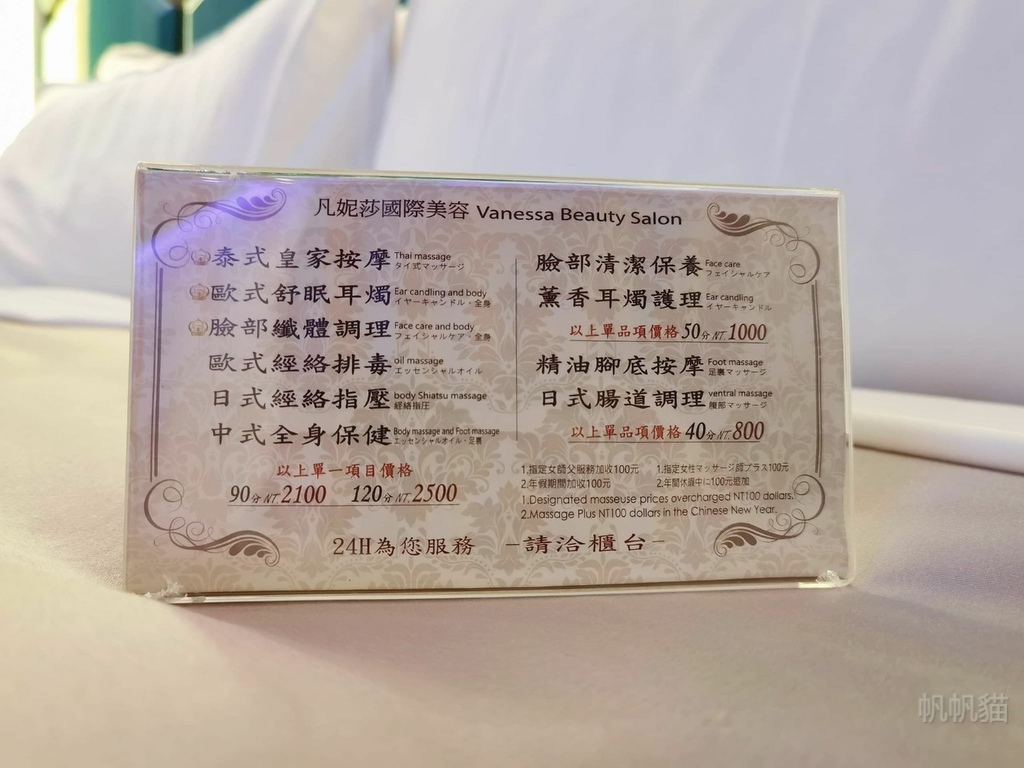 凡妮莎國際美容 Vanessa Beauty Salon
泰式皇家按摩 Thai massage タイ式マッサージ
歐式舒眠耳燭 Ear candling and body イヤーキャンドル・全身
臉部纖體調理 Face care and body フェイシャルケア・全身
歐式經絡排毒 oil massage エッセンシャルオイル
日式經絡指壓 body Shiatsu massage 経絡指圧
中式全身保健 Body massage and Foot massage エッセンシャルオイル・足裏
以上單一項目價格
90分NT.2100 120分NT.2500
臉部清潔保養 Face care フェイシャルケア
薰香耳燭護理 Ear candling イヤーキャンドル
以上單品項價格50分NT.1000
精油腳底按摩 Foot massage 足裏マッサージ
日式腸道調理 ventral massage 腹部マッサージ
以上單品項價格40分NT.800
1.指定女師父服務加收100元 1.指定女性マッサージ師プラス100元
2.年假期間加收100元 2.年間休暇中に100元追加
1.Designated masseuse prices overcharged NT100 dollars.
2.Massage Plus NT100 dollars in the Chinese New Year.
24H為您服務 －請洽櫃台－
帆帆貓